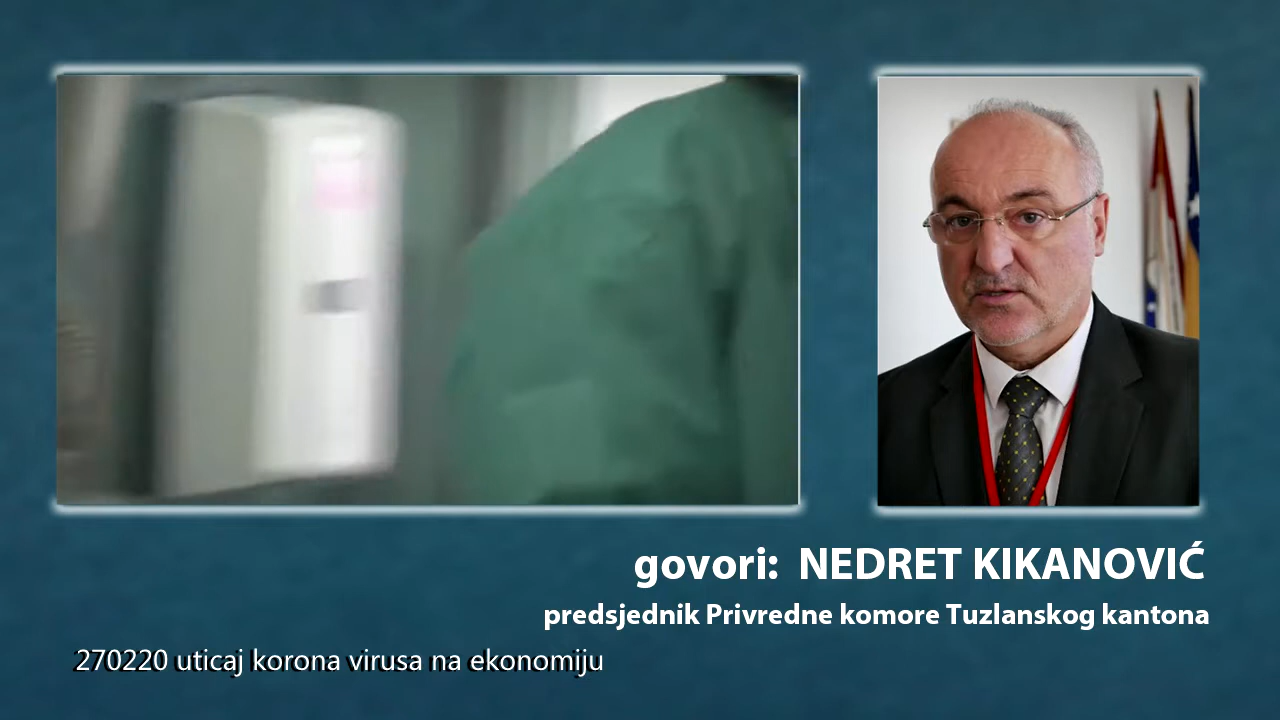 govori: NEDRET KIKANOVIĆ
predsjednik Privredne komore Tuzlanskog kantona
270220 uticaj korona virusa na ekonomiju